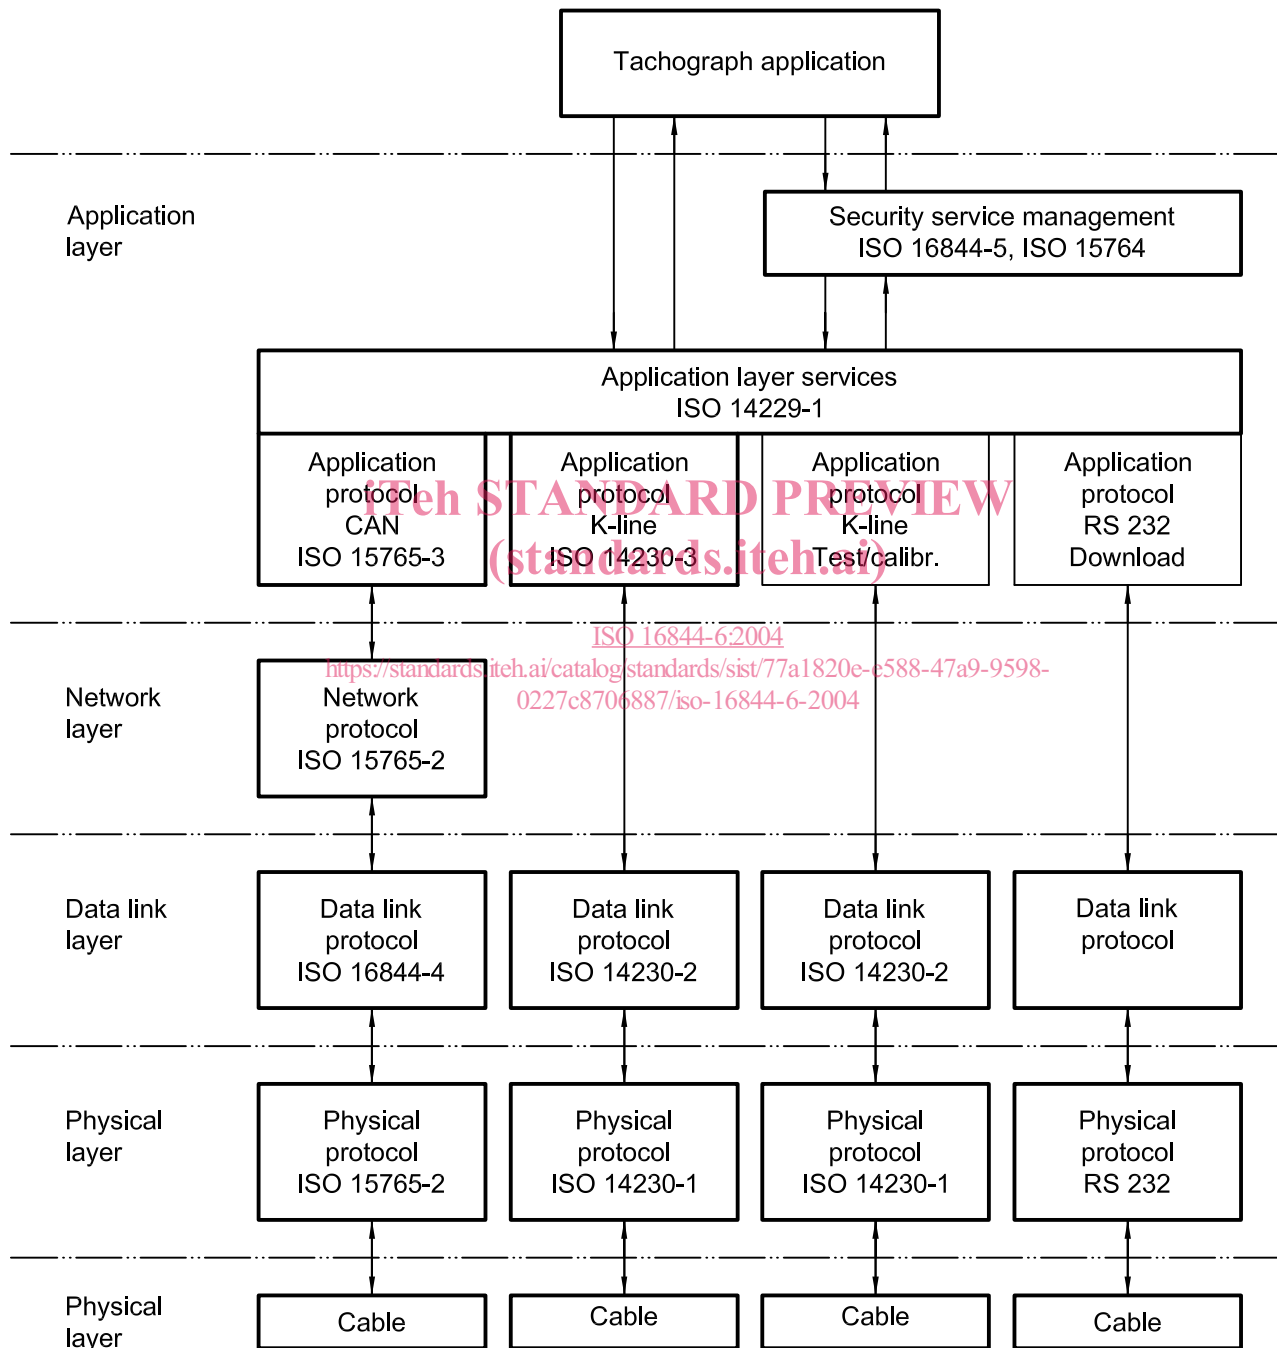 Tachograph application
Application
layer
Security service management
ISO 16844-5, ISO 15764
Application layer services
ISO 14229-1
Application
protocol
CAN
ISO 15765-3
Application
protocol
K-line
ISO 14230-3
Application
protocol
K-line
Test/calibr.
Application
protocol
RS 232
Download
iTeh STANDARD PREVIEW
(standards.iteh.ai)
ISO 16844-6:2004
https://standards.iteh.ai/catalog/standards/sist/77a1820e-e588-47a9-9598-
0227c8706887/iso-16844-6-2004
Network
layer
Network
protocol
ISO 15765-2
Data link
layer
Data link
protocol
ISO 16844-4
Data link
protocol
ISO 14230-2
Data link
protocol
ISO 14230-2
Data link
protocol
Physical
layer
Physical
protocol
ISO 15765-2
Physical
protocol
ISO 14230-1
Physical
protocol
ISO 14230-1
Physical
protocol
RS 232
Physical
layer
Cable
Cable
Cable
Cable